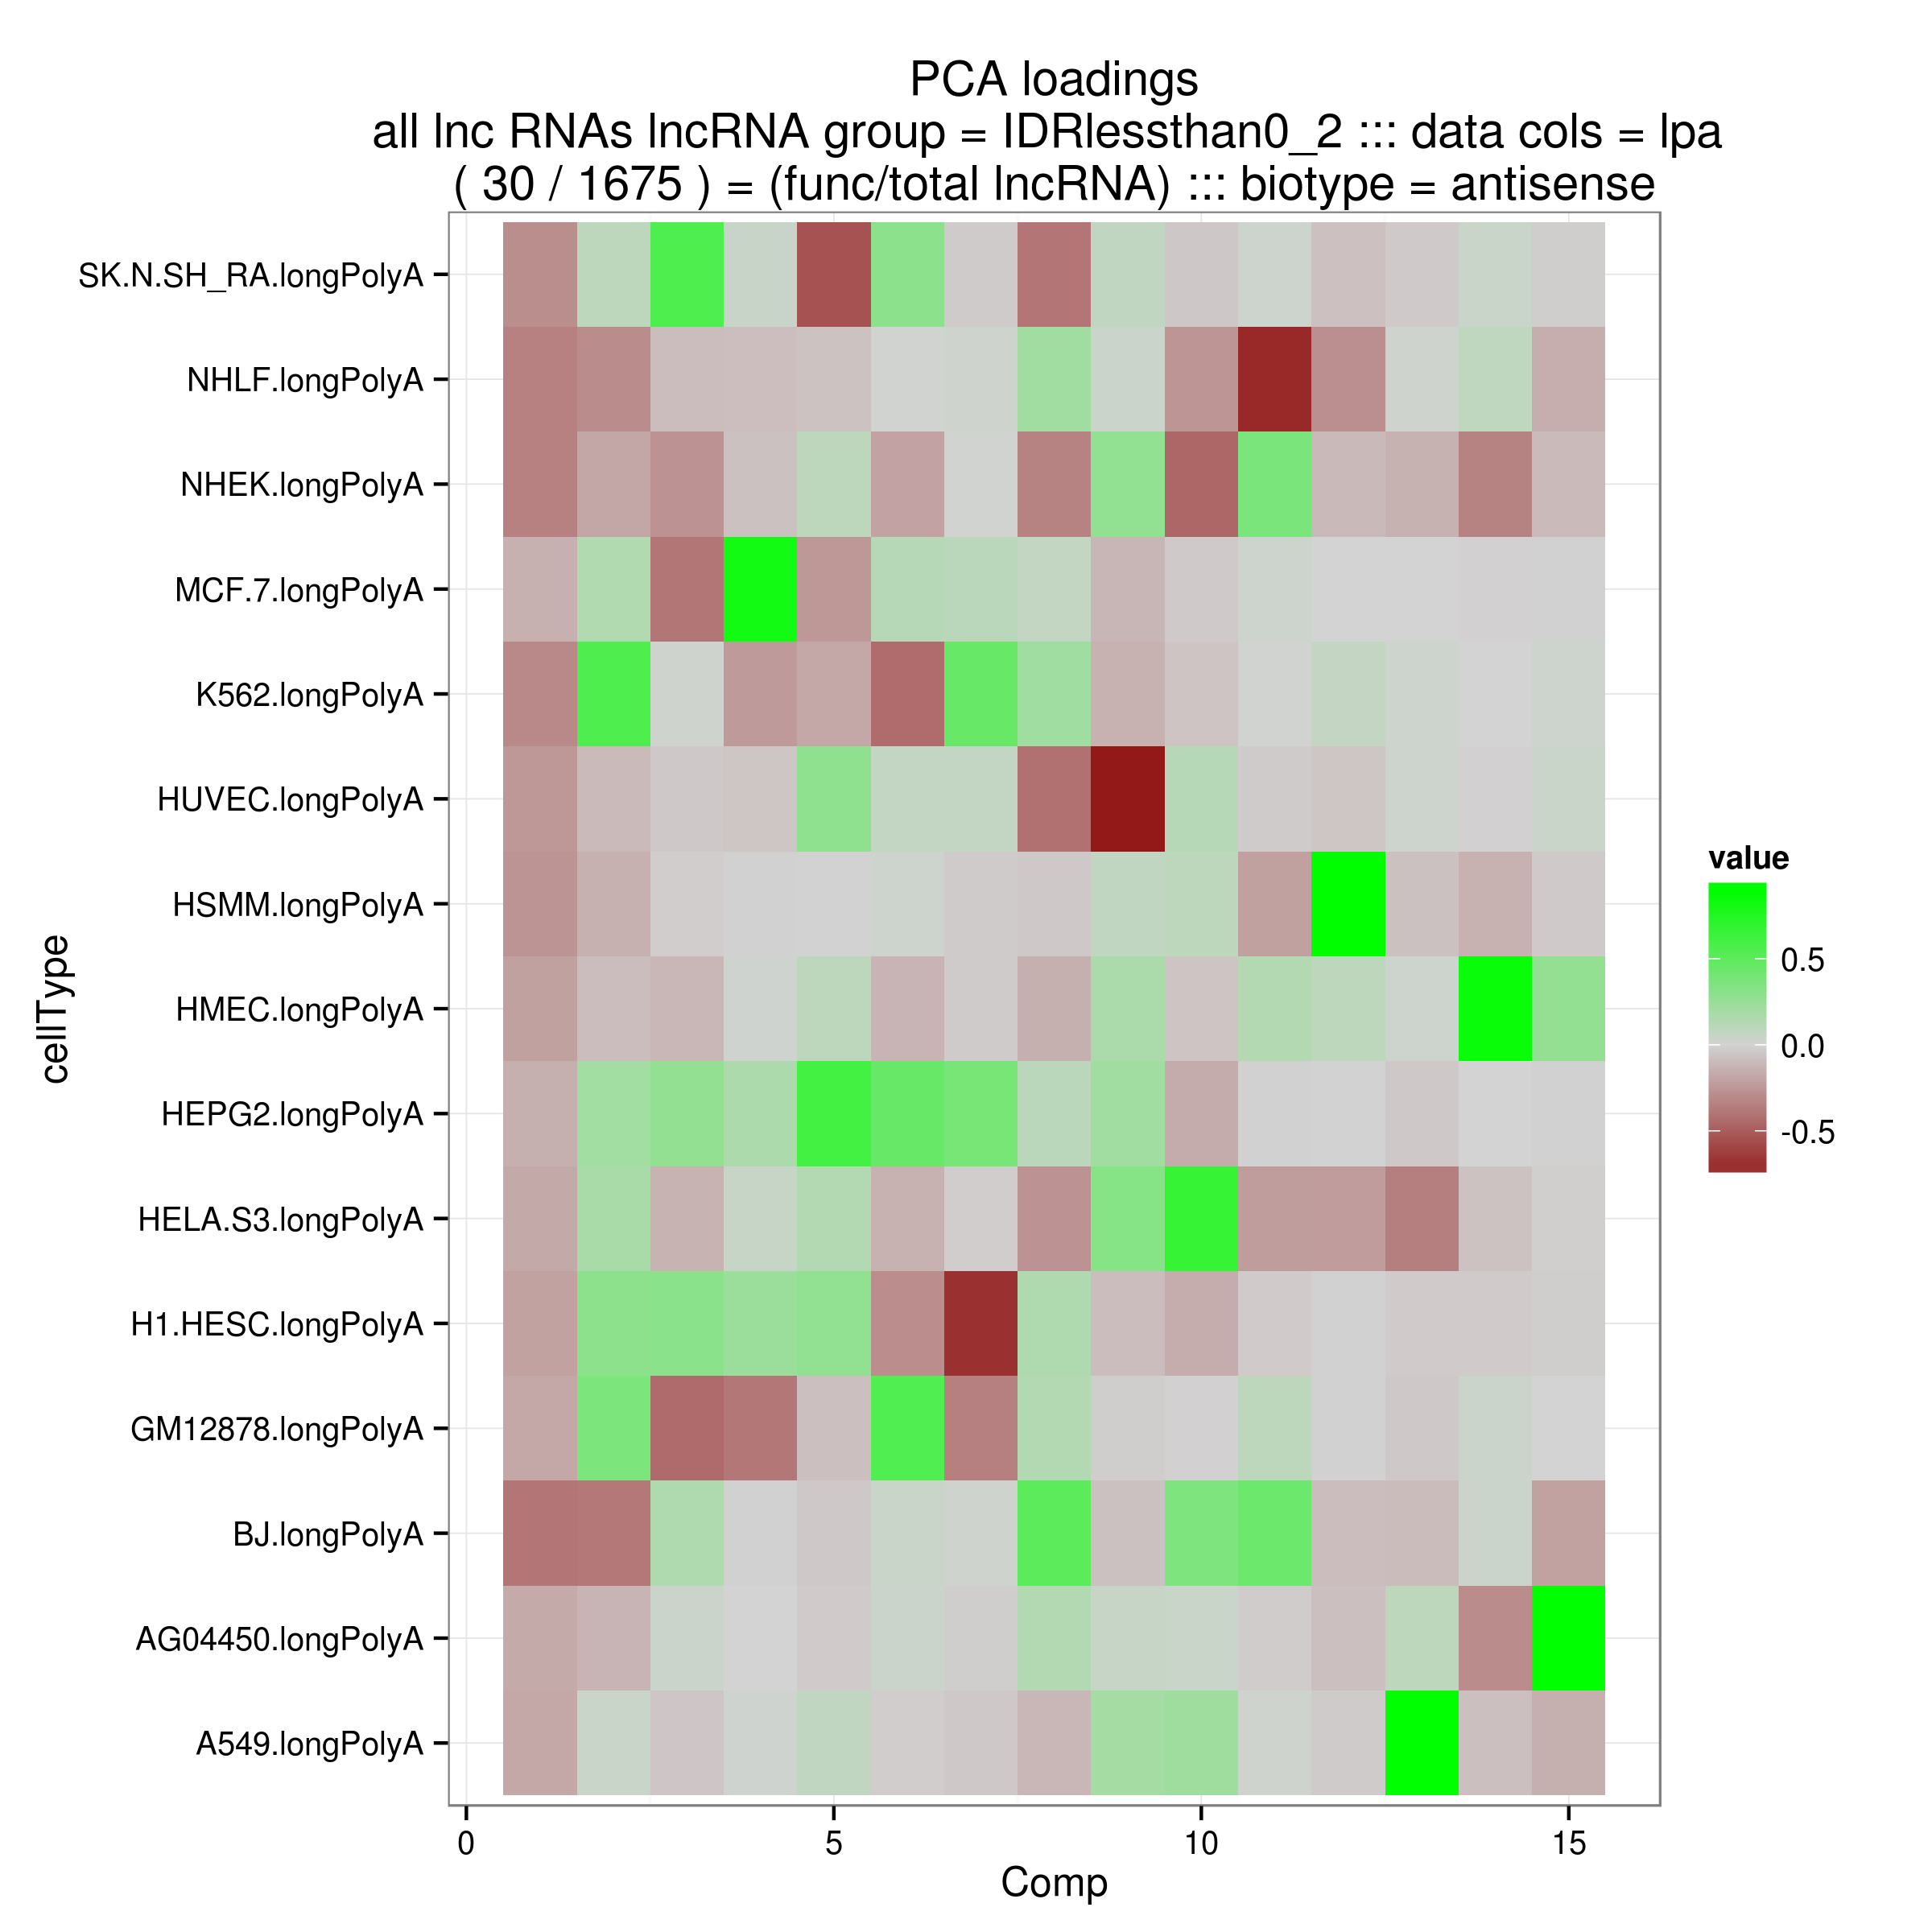 PCA loadings
all lnc RNAs lncRNA group = IDRlessthan0_2 ::: data cols = lpa
( 30 / 1675 ) = (func/total lncRNA) ::: biotype = antisense
SK.N.SH_RA.longPolyA
NHLF.longPolyA
NHEK.longPolyA
MCF.7.longPolyA
K562.longPolyA
HUVEC.longPolyA
HSMM.longPolyA
HMEC.longPolyA
HEPG2.longPolyA
HELA.S3.longPolyA
H1.HESC.longPolyA
GM12878.longPolyA
BJ.longPolyA
AG04450.longPolyA
A549.longPolyA
cellType
0 5 10 15
Comp
value
0.5
0.0
-0.5